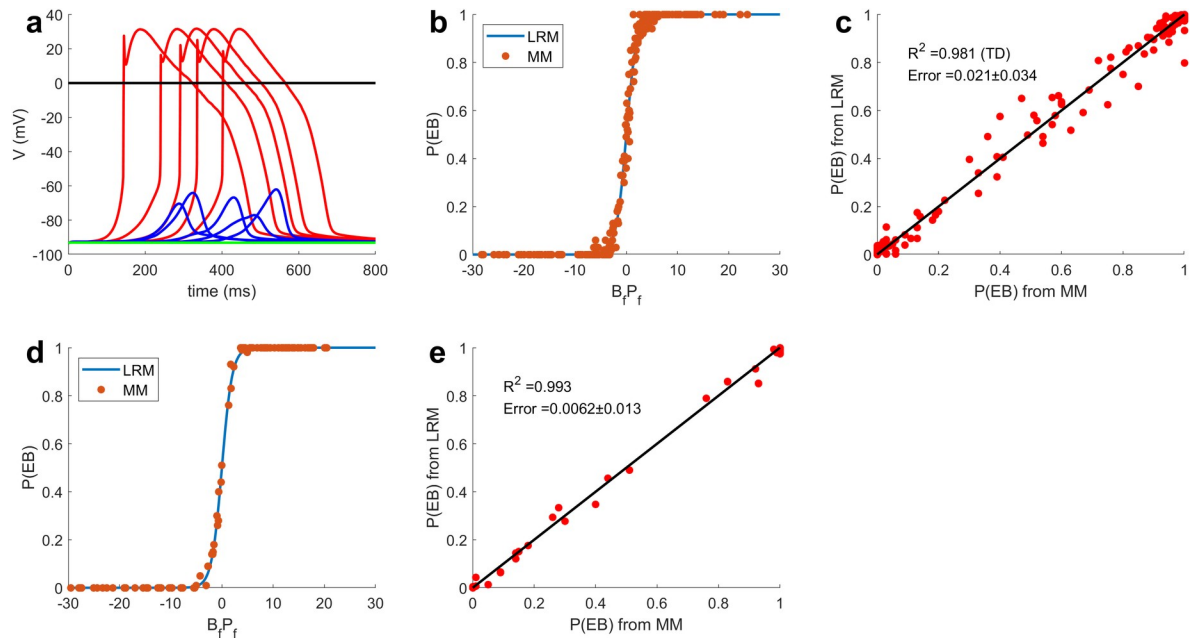 a
40
20
0
-20
-40
-60
-80
-100
V (mV)
0
200
400
600
800
time (ms)
b
LRM
MM
1
0.8
0.6
0.4
0.2
0
P(EB)
-30
-20
-10
0
10
20
30
BfPf
c
R2 =0.981 (TD)
Error =0.021±0.034
1
0.8
0.6
0.4
0.2
0
P(EB) from LRM
0
0.2
0.4
0.6
0.8
1
P(EB) from MM
d
LRM
MM
1
0.8
0.6
0.4
0.2
0
P(EB)
-30
-20
-10
0
10
20
30
BfPf
e
R2 =0.993
Error =0.0062±0.013
1
0.8
0.6
0.4
0.2
0
P(EB) from LRM
0
0.2
0.4
0.6
0.8
1
P(EB) from MM